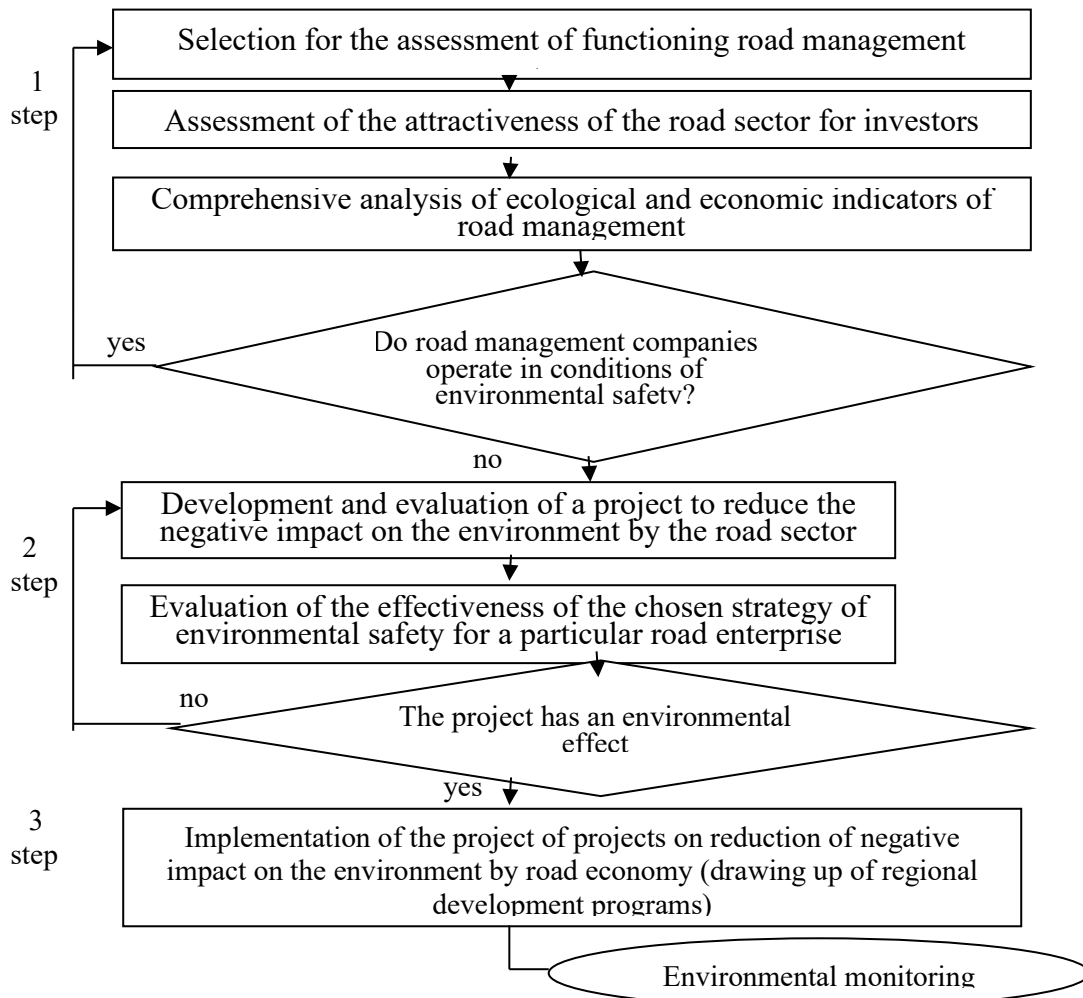 Selection for the assessment of functioning road management
1
step
Assessment of the attractiveness of the road sector for investors
Comprehensive analysis of ecological and economic indicators of
road management
yes
Do road management companies
operate in conditions of
environmental safety?
no
Development and evaluation of a project to reduce the
negative impact on the environment by the road sector
2
step
Evaluation of the effectiveness of the chosen strategy of
environmental safety for a particular road enterprise
no
The project has an environmental
effect
yes
3
step
Implementation of the project of projects on reduction of negative
impact on the environment by road economy (drawing up of regional
development programs)
Environmental monitoring